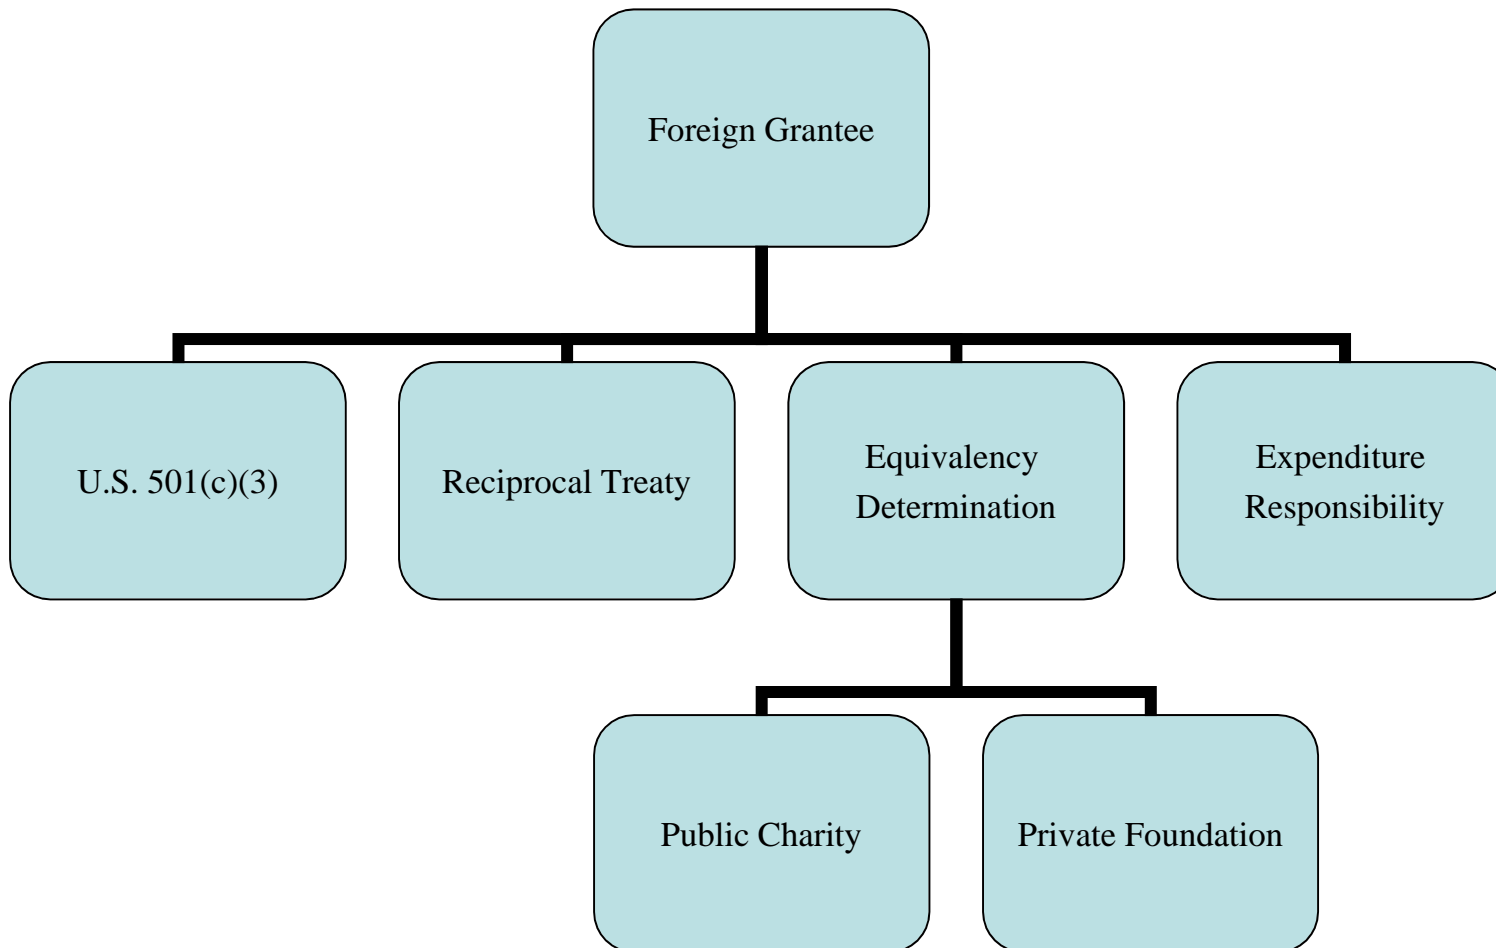 Foreign Grantee
U.S. 501(c)(3)
Reciprocal Treaty
Equivalency
Determination
Expenditure
Responsibility
Public Charity
Private Foundation